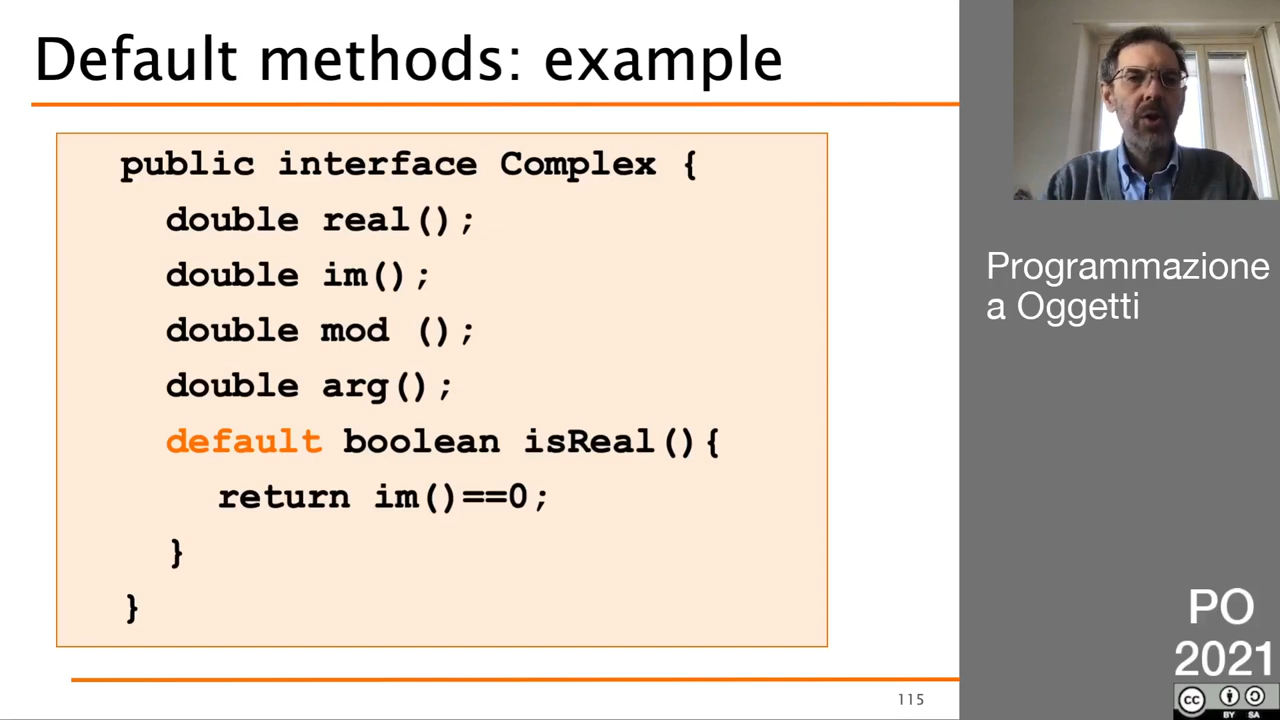 Default methods: example
public interface Complex {
double real();
double im();
double mod ();
double arg();
default boolean isReal(){
return im()==0;
}
}
115
Programmazione
a Oggetti
PO
2021
cc
BY SA